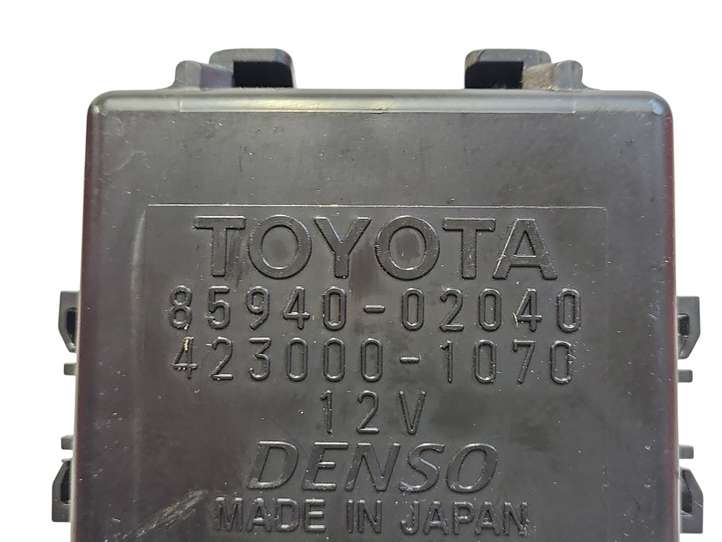 TOYOTA
85940-02040
423000-1070
12V
DENSO
MADE IN JAPAN